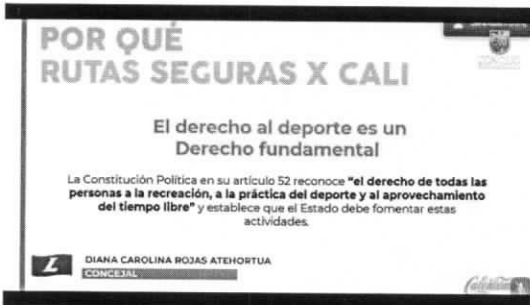 POR QUÉ
RUTAS SEGURAS X CALI
El derecho al deporte es un
Derecho fundamental
La Constitución Política en su artículo 52 reconoce "el derecho de todas las
personas a la recreación, a la práctica del deporte y al aprovechamiento
del tiempo libre" y establece que el Estado debe fomentar estas
actividades.
L
DIANA CAROLINA ROJAS ATEHORTUA
CONCEJAL